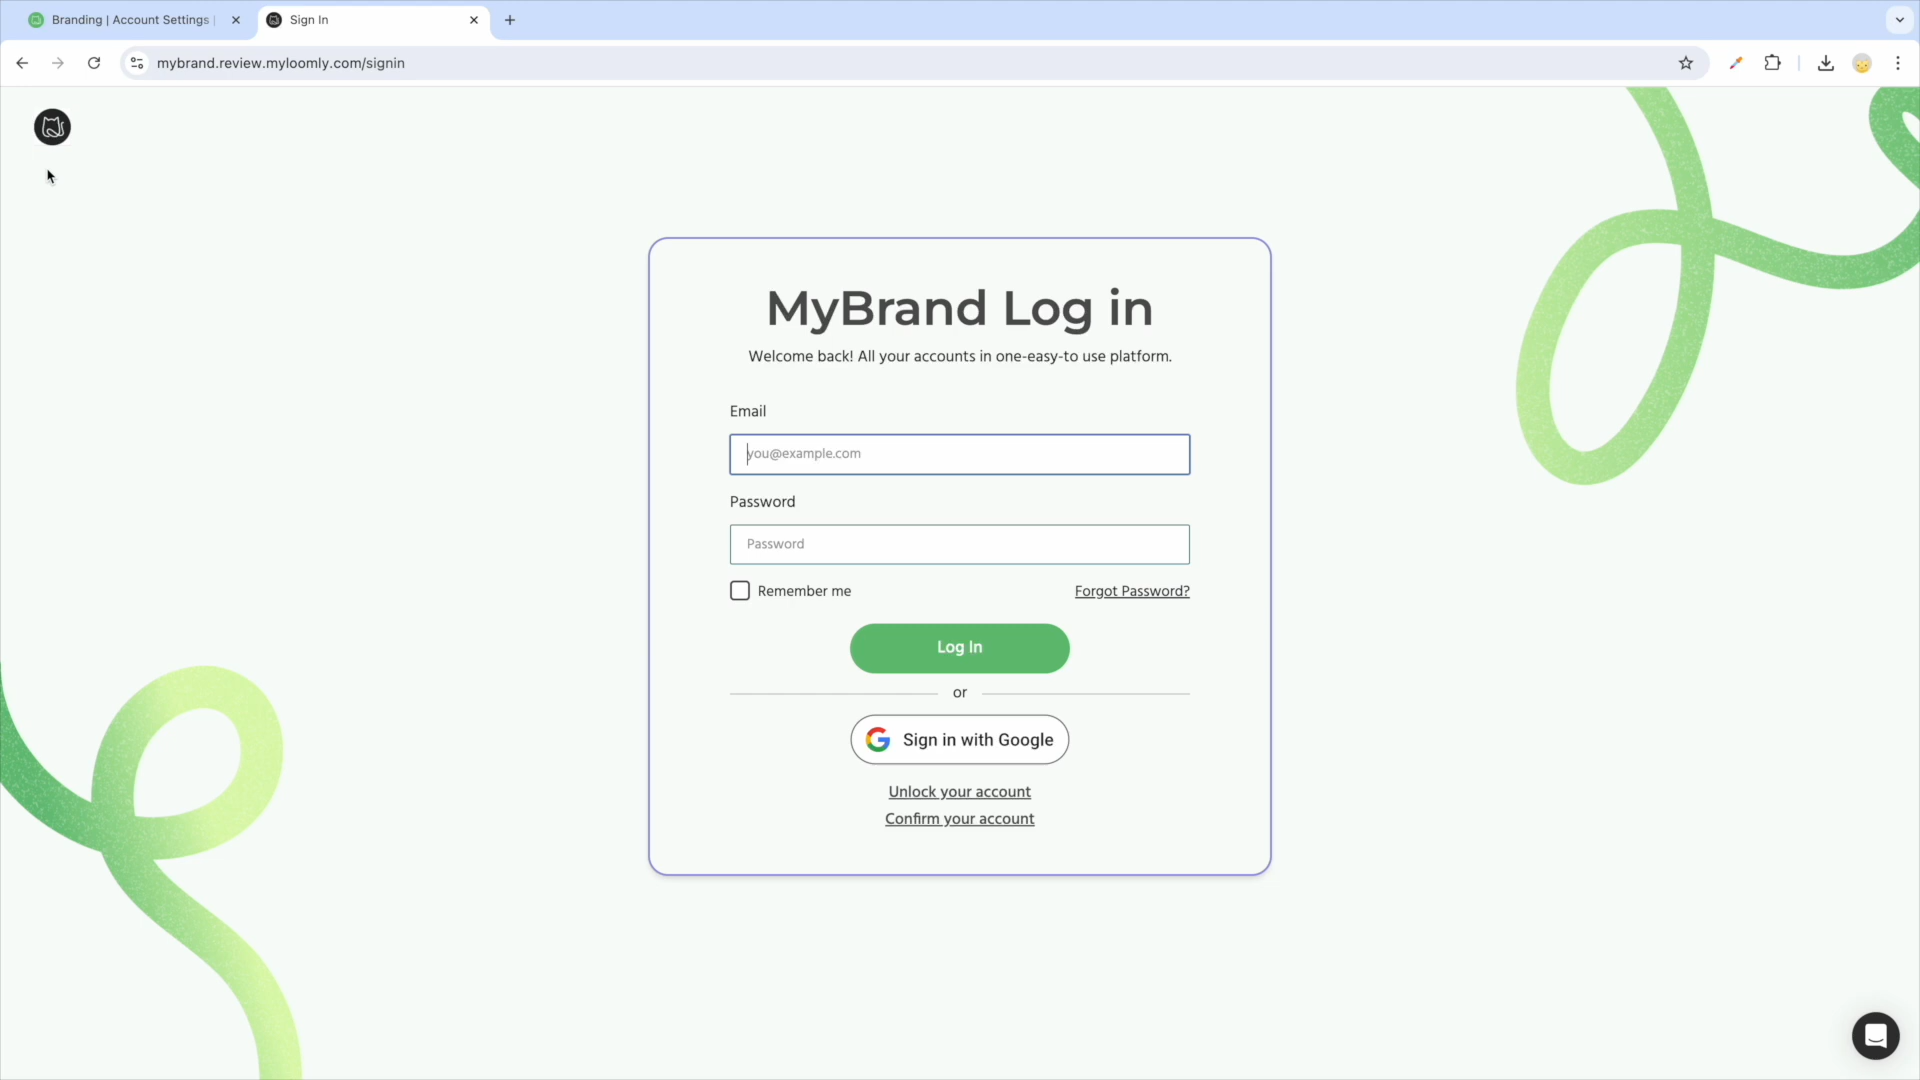 Branding | Account Settings |
Sign In
mybrand.review.myloomly.com/signin
MyBrand Log in
Welcome back! All your accounts in one-easy-to use platform.
Email
you@example.com
Password
Password
Remember me
Forgot Password?
Log In
or
Sign in with Google
Unlock your account
Confirm your account